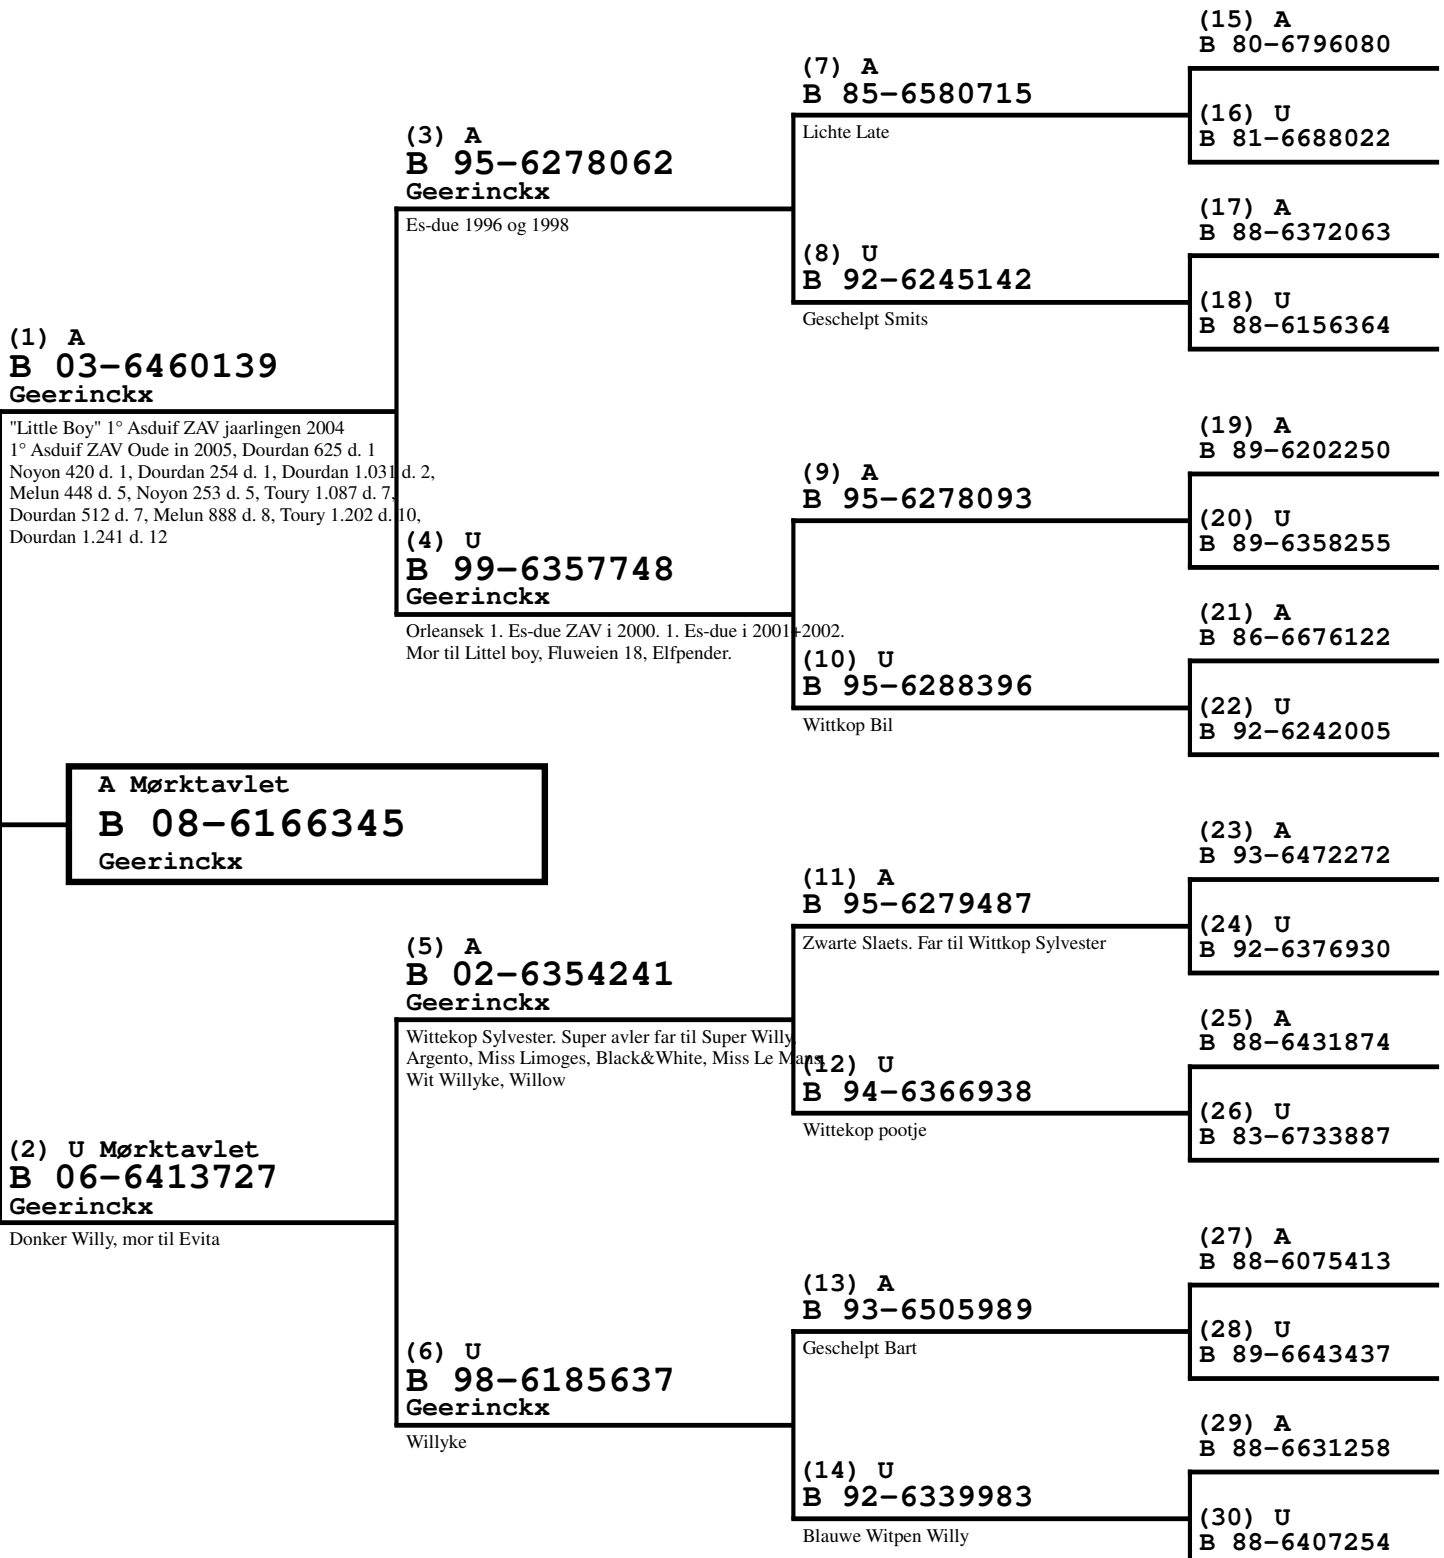 (1) A
B 03-6460139
Geerinckx
"Little Boy" 1° Asduif ZAV jaarlingen 2004
1° Asduif ZAV Oude in 2005, Dourdan 625 d. 1
Noyon 420 d. 1, Dourdan 254 d. 1, Dourdan 1.031 d. 2,
Melun 448 d. 5, Noyon 253 d. 5, Toury 1.087 d. 7,
Dourdan 512 d. 7, Melun 888 d. 8, Toury 1.202 d. 10,
Dourdan 1.241 d. 12
A Mørktavlet
B 08-6166345
Geerinckx
(2) U Mørktavlet
B 06-6413727
Geerinckx
Donker Willy, mor til Evita
(3) A
B 95-6278062
Geerinckx
Es-due 1996 og 1998
(4) U
B 99-6357748
Geerinckx
Orleansek 1. Es-due ZAV i 2000. 1. Es-due i 2001+2002.
Mor til Littel boy, Fluweien 18, Elfpender.
(5) A
B 02-6354241
Geerinckx
Wittekop Sylvester. Super avler far til Super Willy,
Argento, Miss Limoges, Black&White, Miss Le Mans,
Wit Willyke, Willow
(6) U
B 98-6185637
Geerinckx
Willyke
(7) A
B 85-6580715
Lichte Late
(8) U
B 92-6245142
Geschelpt Smits
(9) A
B 95-6278093
(10) U
B 95-6288396
Wittkop Bil
(11) A
B 95-6279487
Zwarte Slaets. Far til Wittkop Sylvester
(12) U
B 94-6366938
Wittekop pootje
(13) A
B 93-6505989
Geschelpt Bart
(14) U
B 92-6339983
Blauwe Witpen Willy
(15) A
B 80-6796080
(16) U
B 81-6688022
(17) A
B 88-6372063
(18) U
B 88-6156364
(19) A
B 89-6202250
(20) U
B 89-6358255
(21) A
B 86-6676122
(22) U
B 92-6242005
(23) A
B 93-6472272
(24) U
B 92-6376930
(25) A
B 88-6431874
(26) U
B 83-6733887
(27) A
B 88-6075413
(28) U
B 89-6643437
(29) A
B 88-6631258
(30) U
B 88-6407254